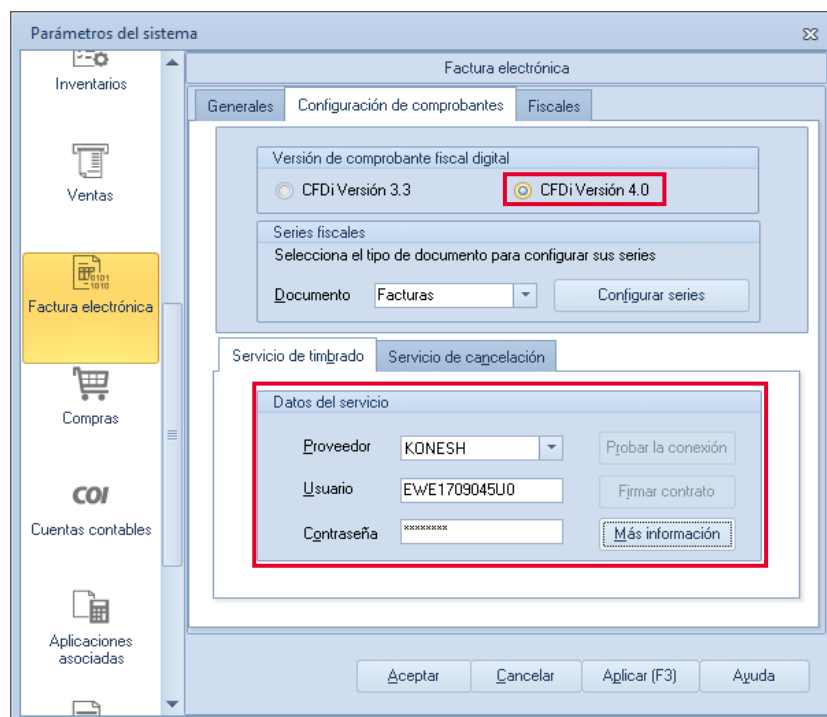 Parámetros del sistema
Inventarios
Ventas
0101
1010
Factura electrónica
Compras
COI
Cuentas contables
Aplicaciones
asociadas
Factura electrónica
Generales
Configuración de comprobantes
Fiscales
Versión de comprobante fiscal digital
CFDi Versión 3.3
CFDi Versión 4.0
Series fiscales
Selecciona el tipo de documento para configurar sus series
Documento Facturas Configurar series
Servicio de timbrado
Servicio de cancelación
Datos del servicio
Proveedor KONESH Probar la conexión
Usuario EWE1709045U0 Firmar contrato
Contraseña ******** Más información
Aceptar Cancelar Aplicar (F3) Ayuda